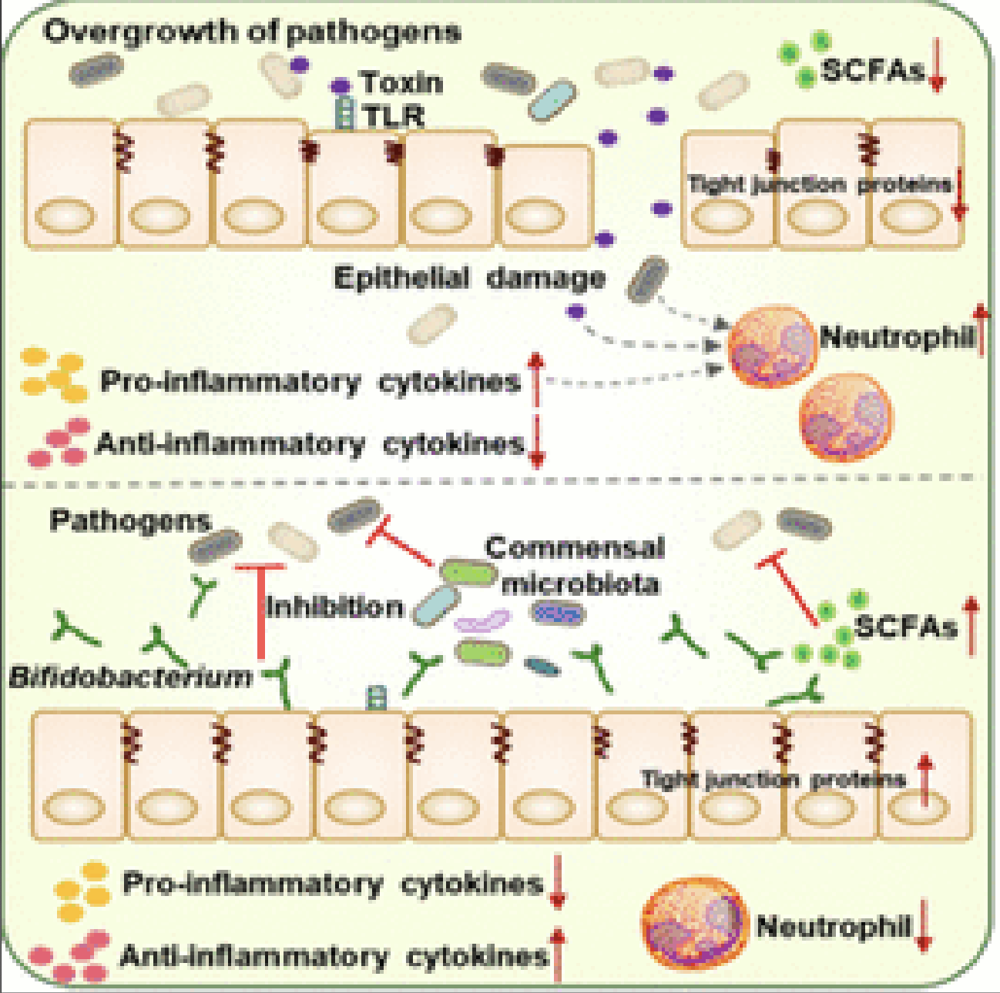 Overgrowth of pathogens
SCFAs
Toxin
TLR
Tight junction proteins
Epithelial damage
Neutrophil
Pro-inflammatory cytokines
Anti-inflammatory cytokines
Pathogens
Commensal
microbiota
Inhibition
SCFAs
Bifidobacterium
Tight junction proteins
Pro-inflammatory cytokines
Neutrophil
Anti-inflammatory cytokines